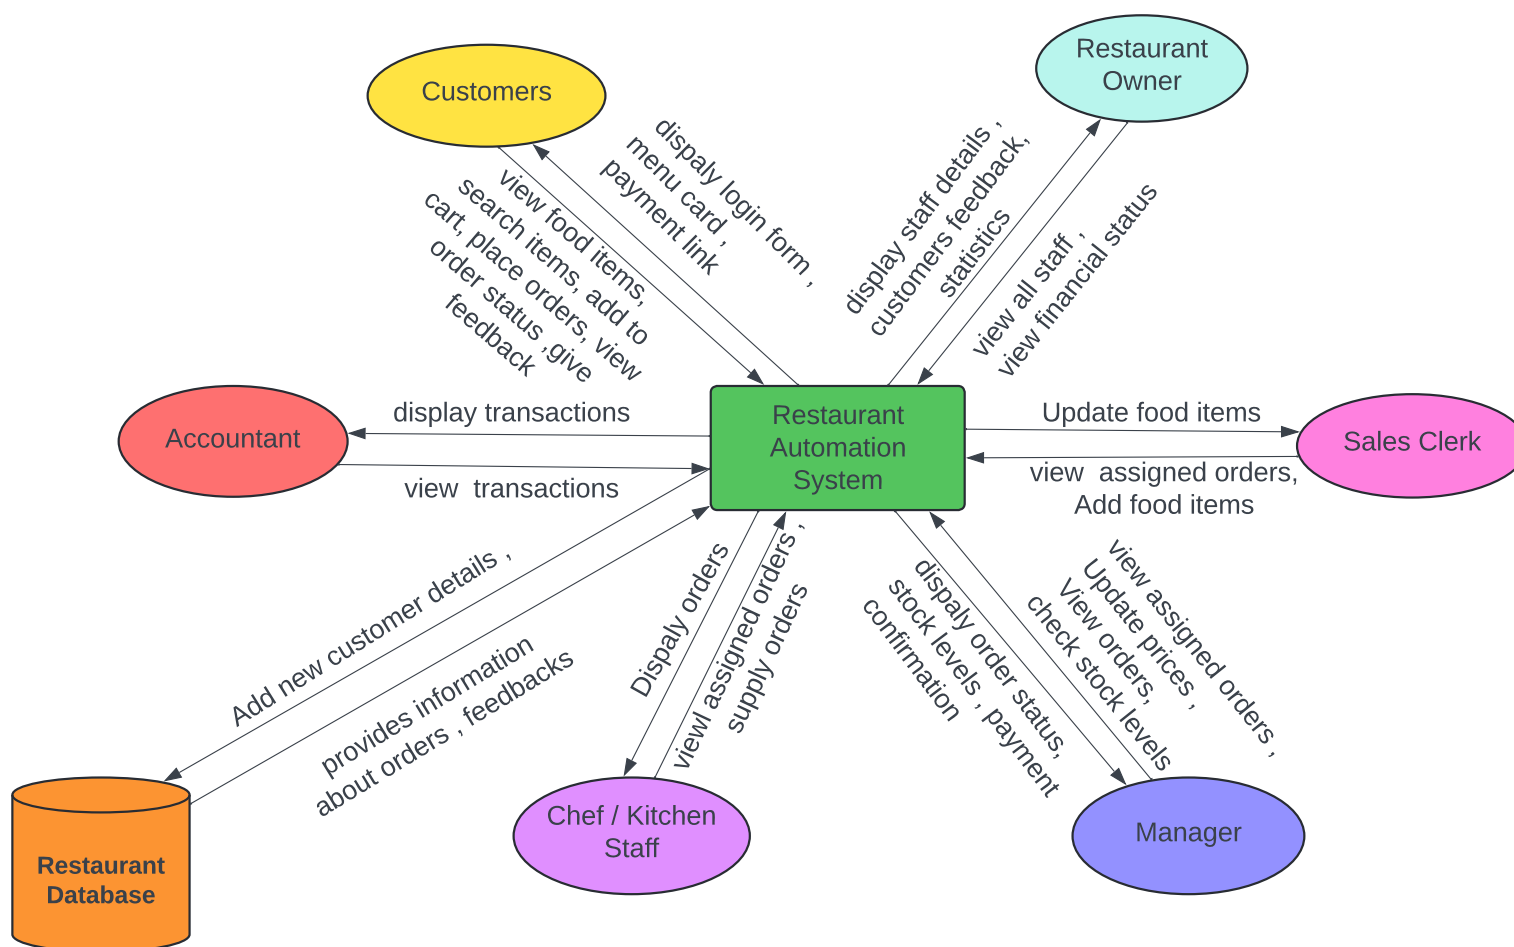 Customers
Restaurant
Owner
dispaly login form ,
menu card ,
payment link
view food items,
search items, add to
cart, place orders, view
order status ,give
feedback
display staff details ,
customers feedback,
statistics
view all staff ,
view financial status
Accountant
display transactions
view  transactions
Restaurant
Automation
System
Update food items
view  assigned orders,
Add food items
Sales Clerk
Add new customer details ,
provides information
about orders , feedbacks
Dispaly orders
viewl assigned orders ,
supply orders
dispaly order status,
stock levels , payment
confirmation
view assigned orders ,
Update prices ,
View orders,
check stock levels
Restaurant
Database
Chef / Kitchen
Staff
Manager